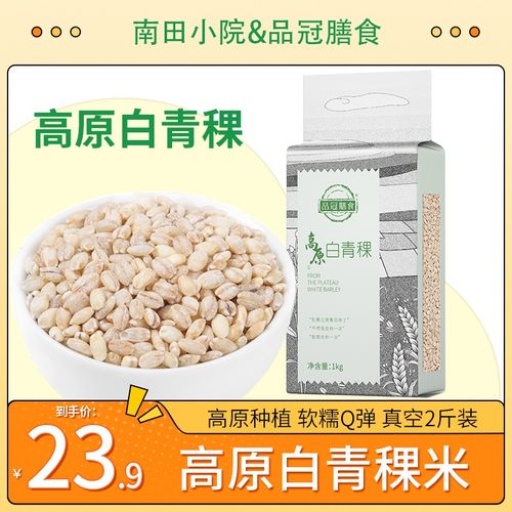 南田小院&品冠膳食
高原白青稞
品冠膳食
高原白青稞
FROM
THE PLATEAU
WHITE BARLEY
净含量:1kg
到手价:
¥23.9
高原种植 软糯Q弹 真空2斤装
高原白青稞米